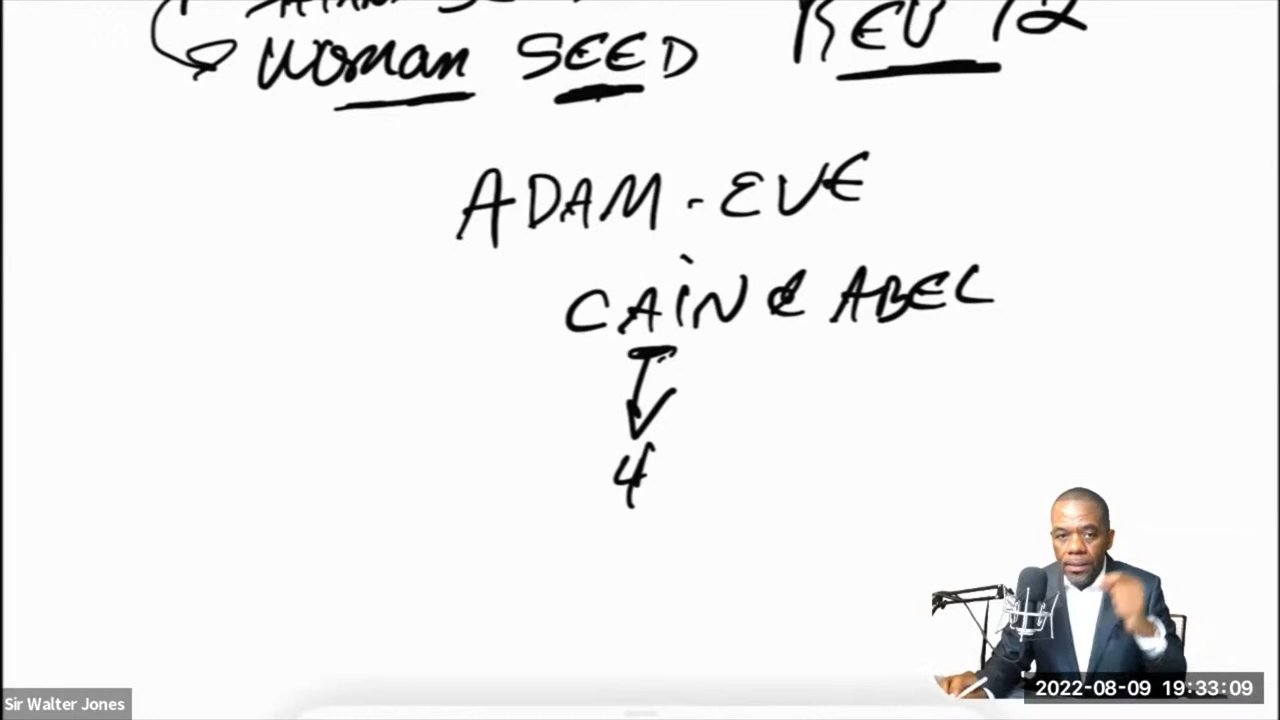 WOMAN SEED REV 12
ADAM - EVE
CAIN & ABEL
4
Sir Walter Jones
2022-08-09 19:33:09